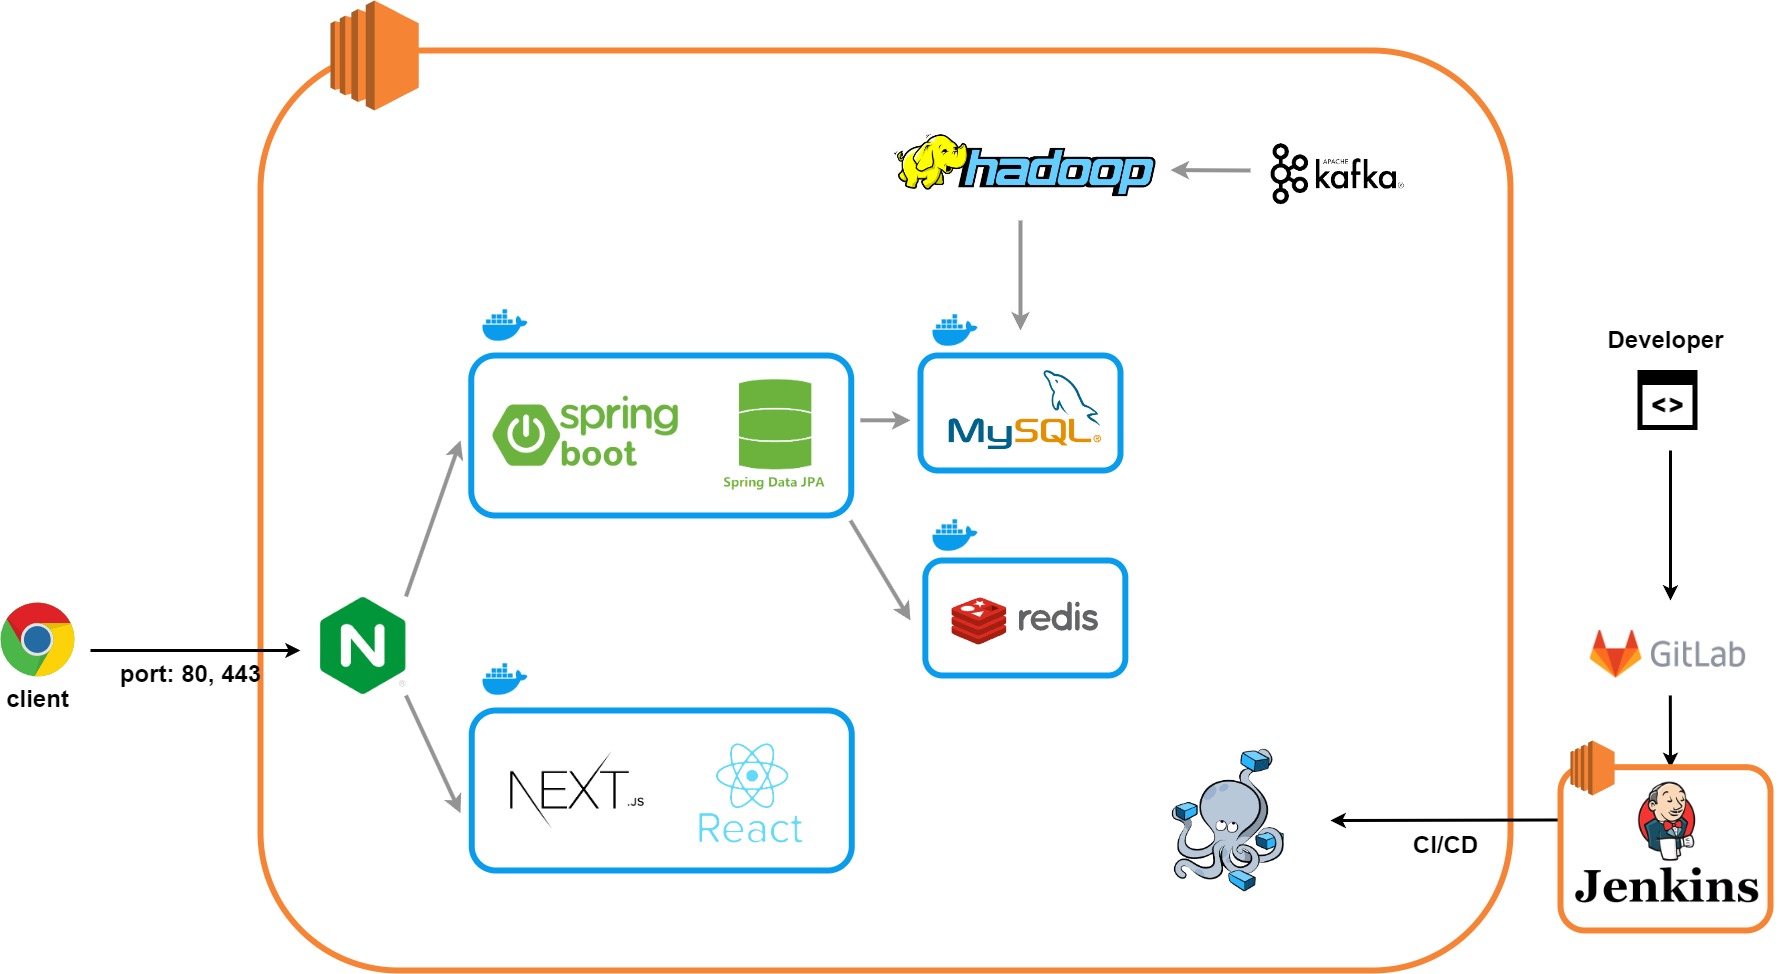 hadoop
APACHE
kafka
Developer
<>
spring
boot
Spring Data JPA
MySQL®
redis
N
client
port: 80, 443
GitLab
NEXT.JS
React
CI/CD
Jenkins